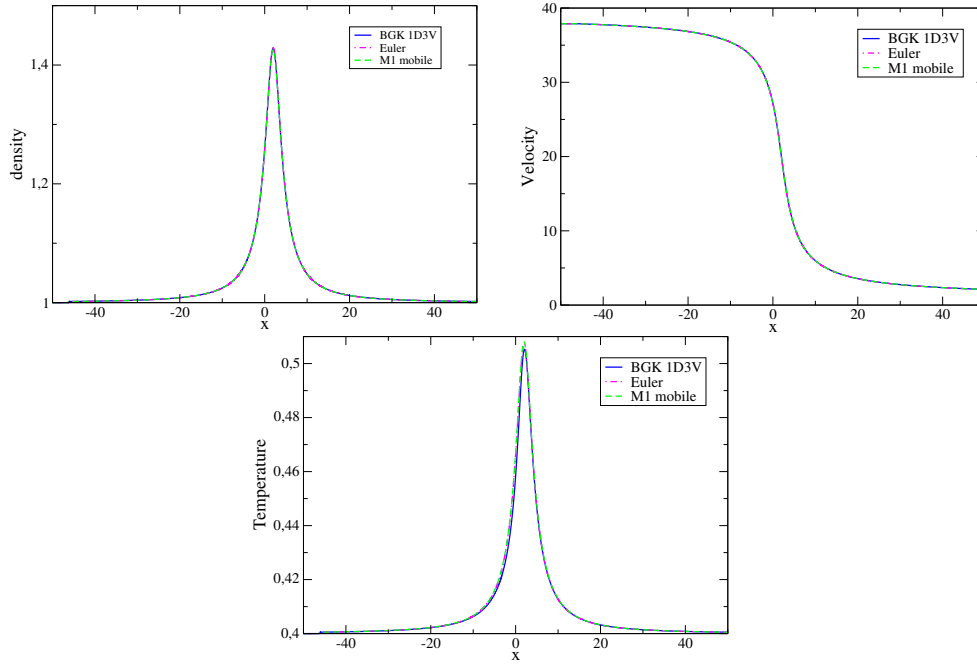 1,4
1,2
1
density
-40 -20 0 20 40
x
BGK 1D3V
Euler
M1 mobile
40
30
20
10
0
Velocity
-40 -20 0 20 40
x
BGK 1D3V
Euler
M1 mobile
0,5
0,48
0,46
0,44
0,42
0,4
Temperature
-40 -20 0 20 40
x
BGK 1D3V
Euler
M1 mobile